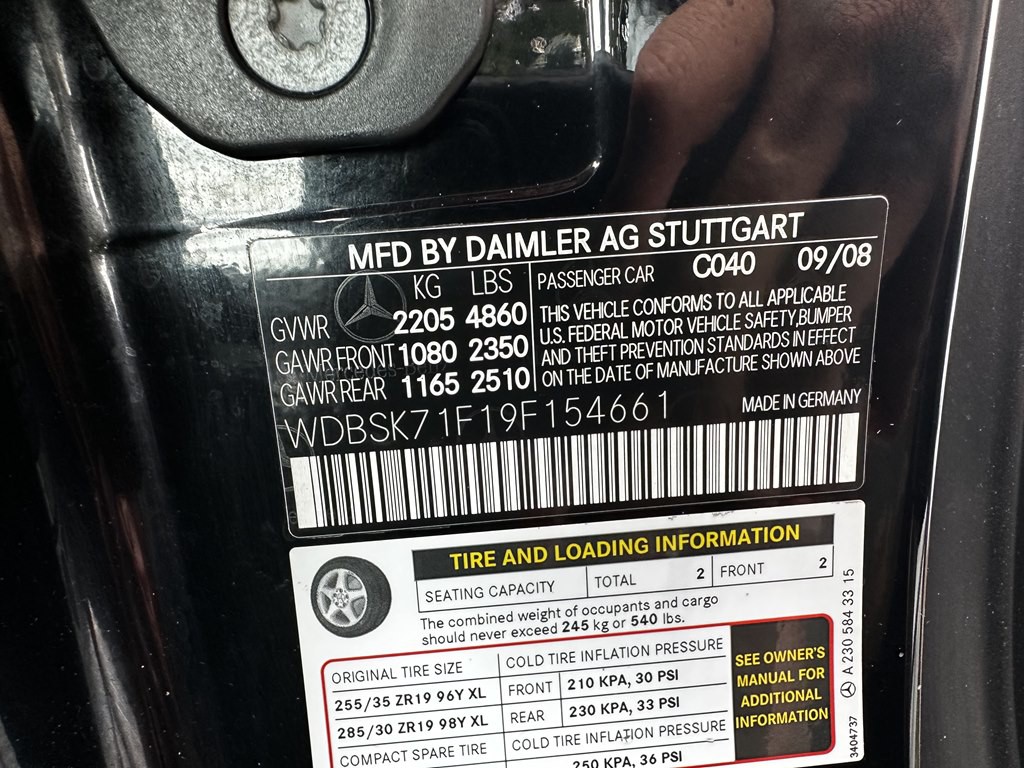 MFD BY DAIMLER AG STUTTGART
KG LBS
GVWR 2205 4860
GAWR FRONT 1080 2350
GAWR REAR 1165 2510
PASSENGER CAR C040 09/08
THIS VEHICLE CONFORMS TO ALL APPLICABLE
U.S. FEDERAL MOTOR VEHICLE SAFETY,BUMPER
AND THEFT PREVENTION STANDARDS IN EFFECT
ON THE DATE OF MANUFACTURE SHOWN ABOVE
WDBSK71F19F154661
MADE IN GERMANY
TIRE AND LOADING INFORMATION
SEATING CAPACITY TOTAL 2 FRONT 2
The combined weight of occupants and cargo
should never exceed 245 kg or 540 lbs.
ORIGINAL TIRE SIZE COLD TIRE INFLATION PRESSURE
255/35 ZR19 96Y XL FRONT 210 KPA, 30 PSI
285/30 ZR19 98Y XL REAR 230 KPA, 33 PSI
COMPACT SPARE TIRE COLD TIRE INFLATION PRESSURE
250 KPA, 36 PSI
SEE OWNER'S
MANUAL FOR
ADDITIONAL
INFORMATION
A 230 584 33 15
3404737